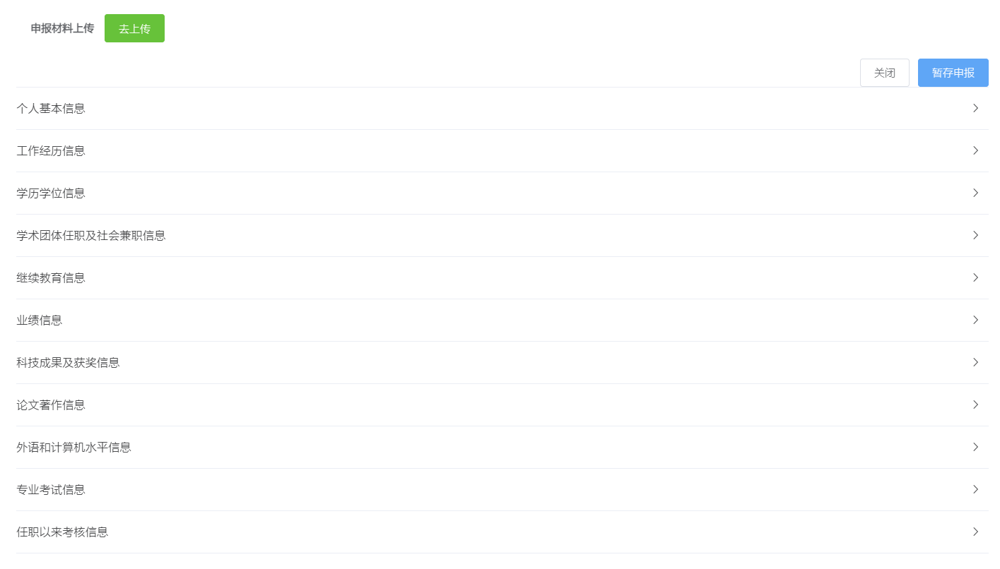 申报材料上传 去上传
关闭 暂存申报
个人基本信息
工作经历信息
学历学位信息
学术团体任职及社会兼职信息
继续教育信息
业绩信息
科技成果及获奖信息
论文著作信息
外语和计算机水平信息
专业考试信息
任职以来考核信息